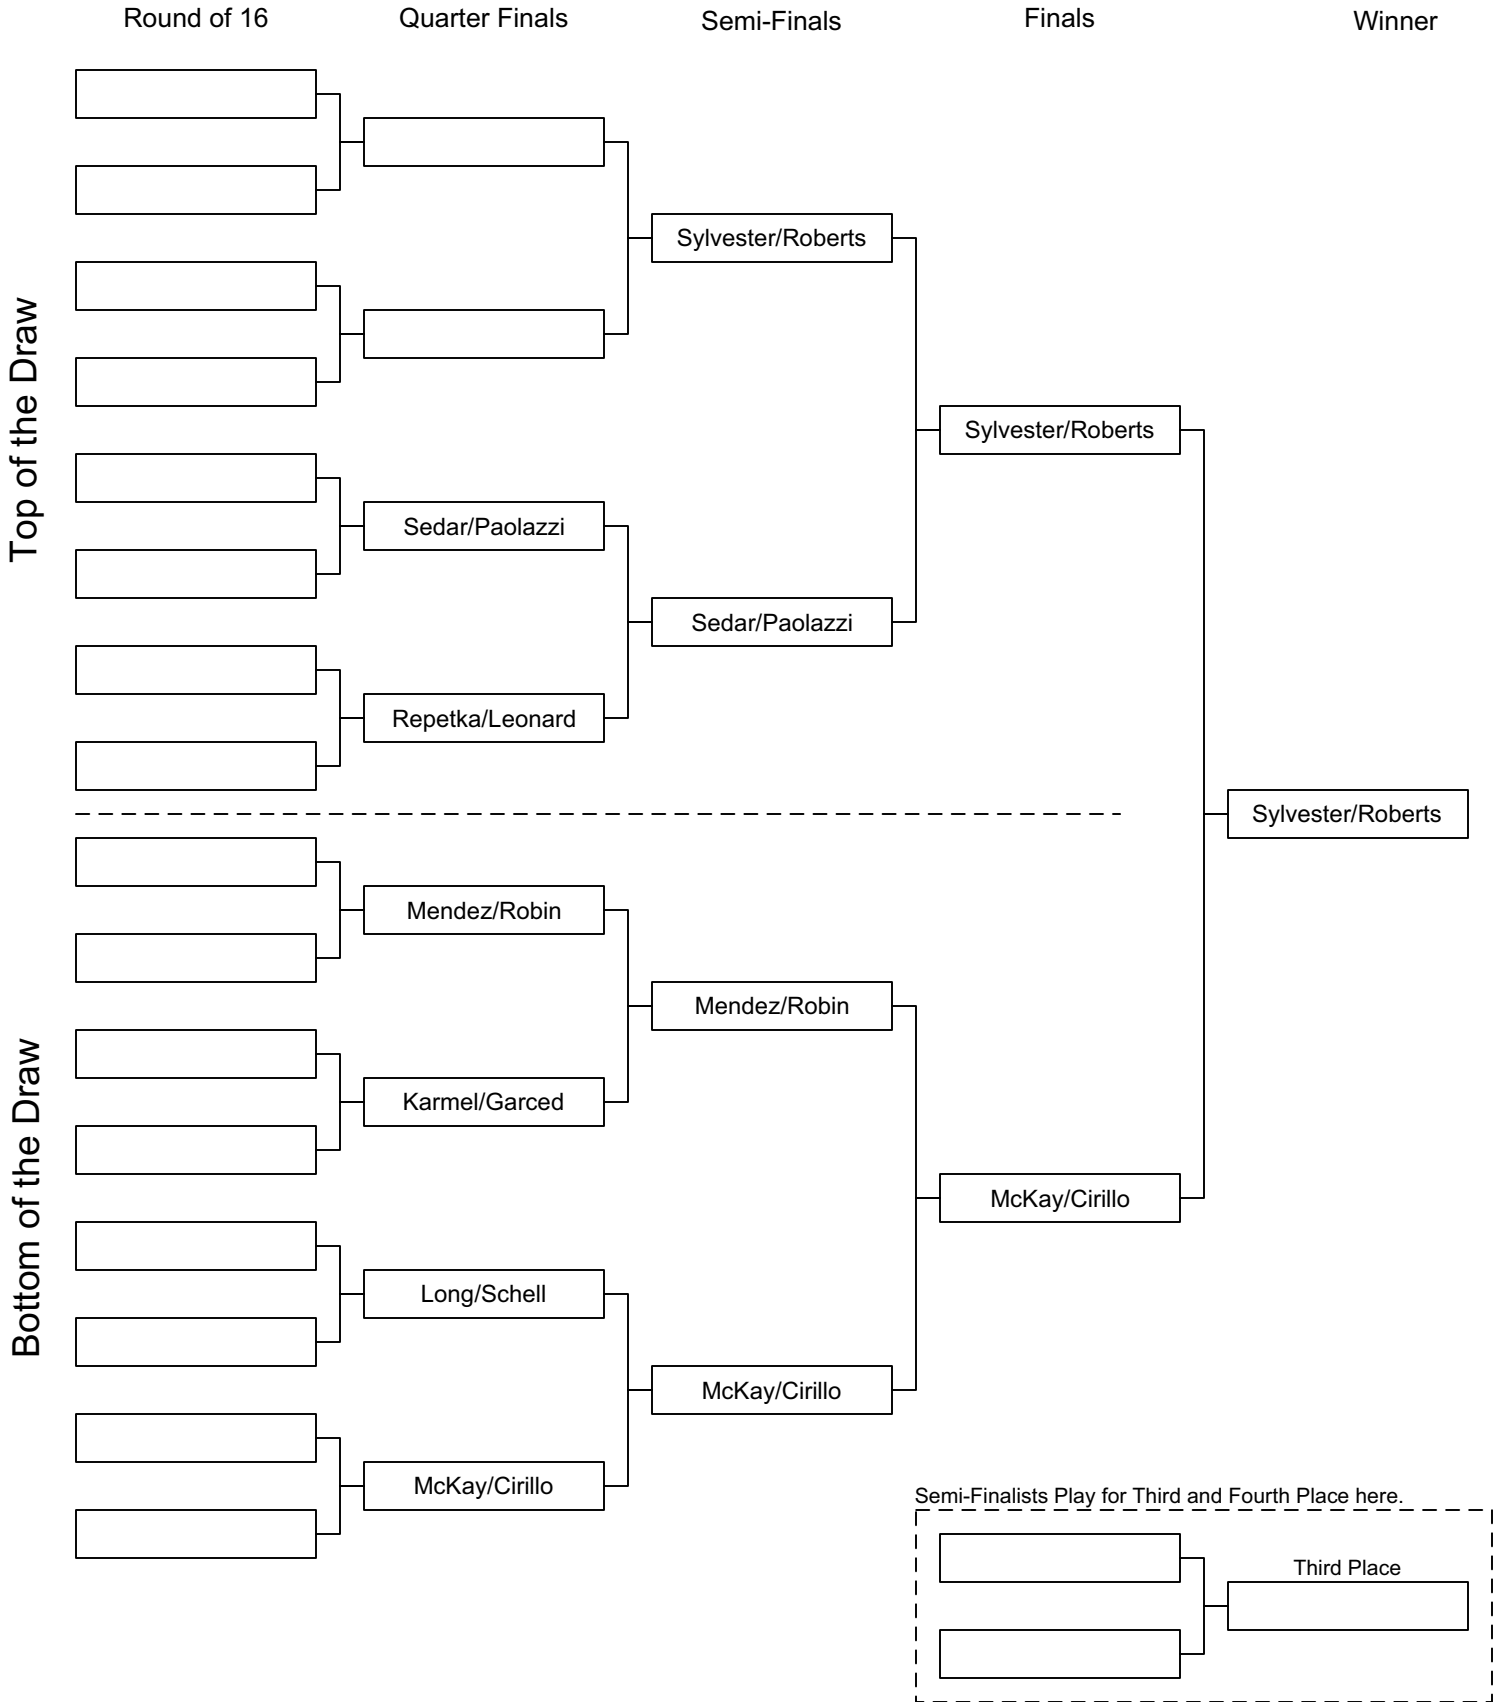 Round of 16
Quarter Finals
Semi-Finals
Finals
Winner
Top of the Draw
Sylvester/Roberts
Sylvester/Roberts
Sedar/Paolazzi
Sedar/Paolazzi
Repetka/Leonard
Sylvester/Roberts
Bottom of the Draw
Mendez/Robin
Mendez/Robin
Karmel/Garced
McKay/Cirillo
Long/Schell
McKay/Cirillo
McKay/Cirillo
Semi-Finalists Play for Third and Fourth Place here.
Third Place